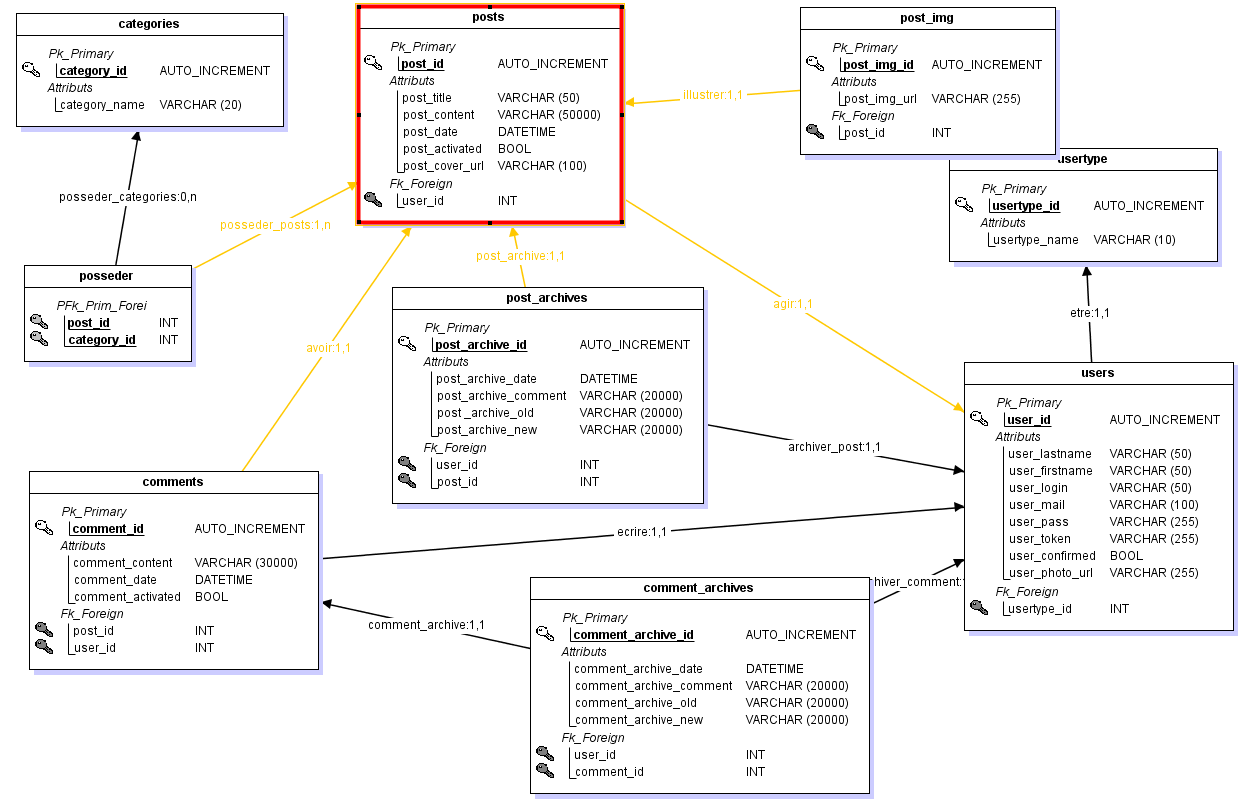 categories
Pk_Primary
category_id AUTO_INCREMENT
Attributs
category_name VARCHAR (20)
posts
Pk_Primary
post_id AUTO_INCREMENT
Attributs
post_title VARCHAR (50)
post_content VARCHAR (50000)
post_date DATETIME
post_activated BOOL
post_cover_url VARCHAR (100)
Fk_Foreign
user_id INT
post_img
Pk_Primary
post_img_id AUTO_INCREMENT
Attributs
post_img_url VARCHAR (255)
Fk_Foreign
post_id INT
illustrer:1,1
usertype
Pk_Primary
usertype_id AUTO_INCREMENT
Attributs
usertype_name VARCHAR (10)
posseder_categories:0,n
posseder_posts:1,n
post_archive:1,1
agir:1,1
etre:1,1
avoir:1,1
posseder
PFk_Prim_Forei
post_id INT
category_id INT
post_archives
Pk_Primary
post_archive_id AUTO_INCREMENT
Attributs
post_archive_date DATETIME
post_archive_comment VARCHAR (20000)
post _archive_old VARCHAR (20000)
post_archive_new VARCHAR (20000)
Fk_Foreign
user_id INT
post_id INT
archiver_post:1,1
users
Pk_Primary
user_id AUTO_INCREMENT
Attributs
user_lastname VARCHAR (50)
user_firstname VARCHAR (50)
user_login VARCHAR (50)
user_mail VARCHAR (100)
user_pass VARCHAR (255)
user_token VARCHAR (255)
user_confirmed BOOL
user_photo_url VARCHAR (255)
Fk_Foreign
usertype_id INT
comments
Pk_Primary
comment_id AUTO_INCREMENT
Attributs
comment_content VARCHAR (30000)
comment_date DATETIME
comment_activated BOOL
Fk_Foreign
post_id INT
user_id INT
ecrire:1,1
comment_archive:1,1
hiver_comment:
comment_archives
Pk_Primary
comment_archive_id AUTO_INCREMENT
Attributs
comment_archive_date DATETIME
comment_archive_comment VARCHAR (20000)
comment_archive_old VARCHAR (20000)
comment_archive_new VARCHAR (20000)
Fk_Foreign
user_id INT
comment_id INT